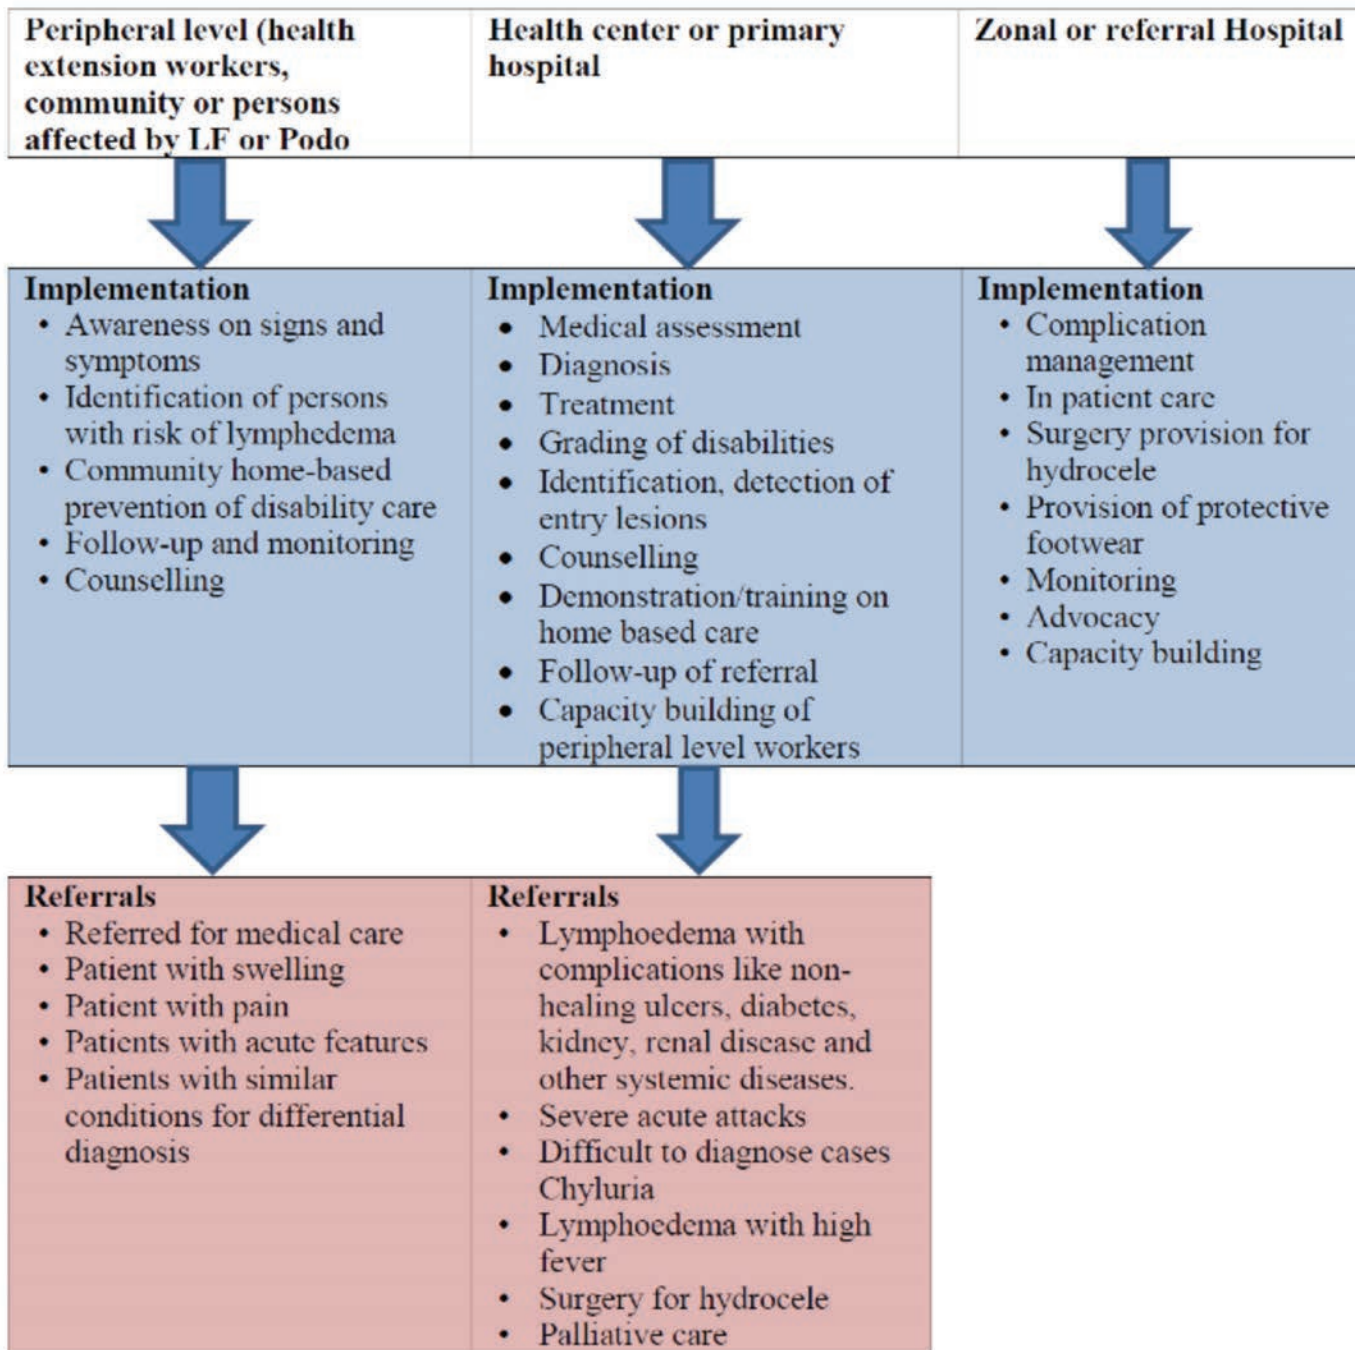 Peripheral level (health
extension workers,
community or persons
affected by LF or Podo
Health center or primary
hospital
Zonal or referral Hospital
Implementation
• Awareness on signs and
symptoms
• Identification of persons
with risk of lymphedema
• Community home-based
prevention of disability care
• Follow-up and monitoring
• Counselling
Implementation
• Medical assessment
• Diagnosis
• Treatment
• Grading of disabilities
• Identification, detection of
entry lesions
• Counselling
• Demonstration/training on
home based care
• Follow-up of referral
• Capacity building of
peripheral level workers
Implementation
• Complication
management
• In patient care
• Surgery provision for
hydrocele
• Provision of protective
footwear
• Monitoring
• Advocacy
• Capacity building
Referrals
• Referred for medical care
• Patient with swelling
• Patient with pain
• Patients with acute features
• Patients with similar
conditions for differential
diagnosis
Referrals
• Lymphoedema with
complications like non-
healing ulcers, diabetes,
kidney, renal disease and
other systemic diseases.
• Severe acute attacks
• Difficult to diagnose cases
Chyluria
• Lymphoedema with high
fever
• Surgery for hydrocele
• Palliative care